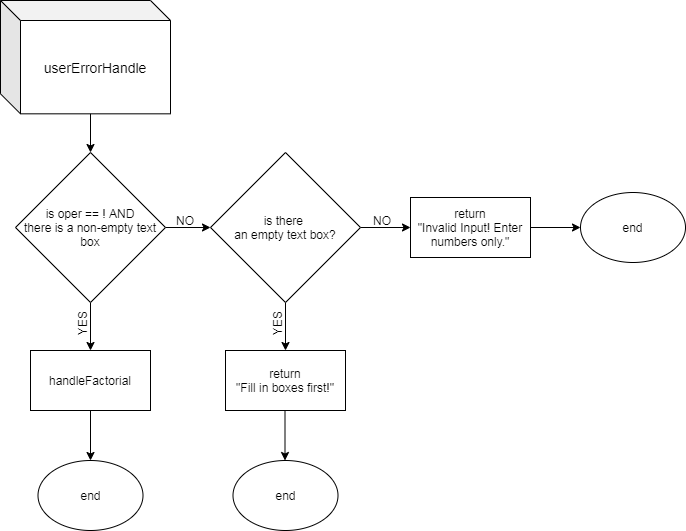 userErrorHandle
is oper == ! AND
there is a non-empty text
box
NO
is there
an empty text box?
NO
return
"Invalid Input! Enter
numbers only."
end
YES
YES
handleFactorial
return
"Fill in boxes first!"
end
end